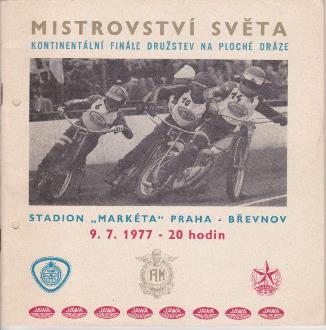 MISTROVSTVÍ SVĚTA
KONTINENTÁLNÍ FINÁLE DRUŽSTEV NA PLOCHÉ DRÁZE
STADION „MARKÉTA" PRAHA - BŘEVNOV
9. 7. 1977 - 20 hodin
FIM
JAWA JAWA JAWA JAWA JAWA JAWA JAWA JAWA